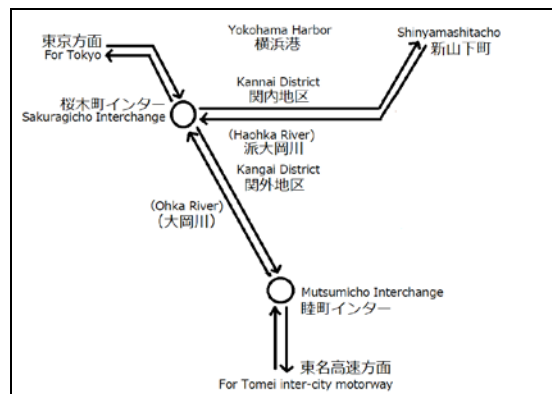 東京方面
For Tokyo
Yokohama Harbor
横浜港
Shinyamashitacho
新山下町
Kannai District
関内地区
桜木町インター
Sakuragicho Interchange
(Haohka River)
派大岡川
Kangai District
関外地区
(Ohka River)
(大岡川)
Mutsumicho Interchange
睦町インター
東名高速方面
For Tomei inter-city motorway